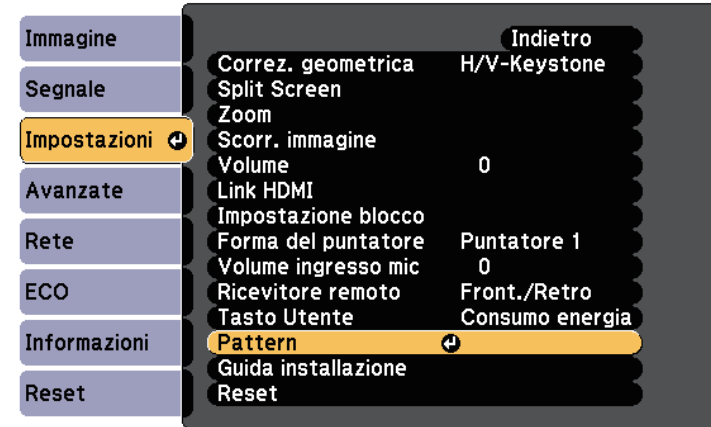 Immagine
Segnale
Impostazioni
Avanzate
Rete
ECO
Informazioni
Reset
Indietro
Correz. geometrica H/V-Keystone
Split Screen
Zoom
Scorr. immagine
Volume 0
Link HDMI
Impostazione blocco
Forma del puntatore Puntatore 1
Volume ingresso mic 0
Ricevitore remoto Front./Retro
Tasto Utente Consumo energia
Pattern
Guida installazione
Reset